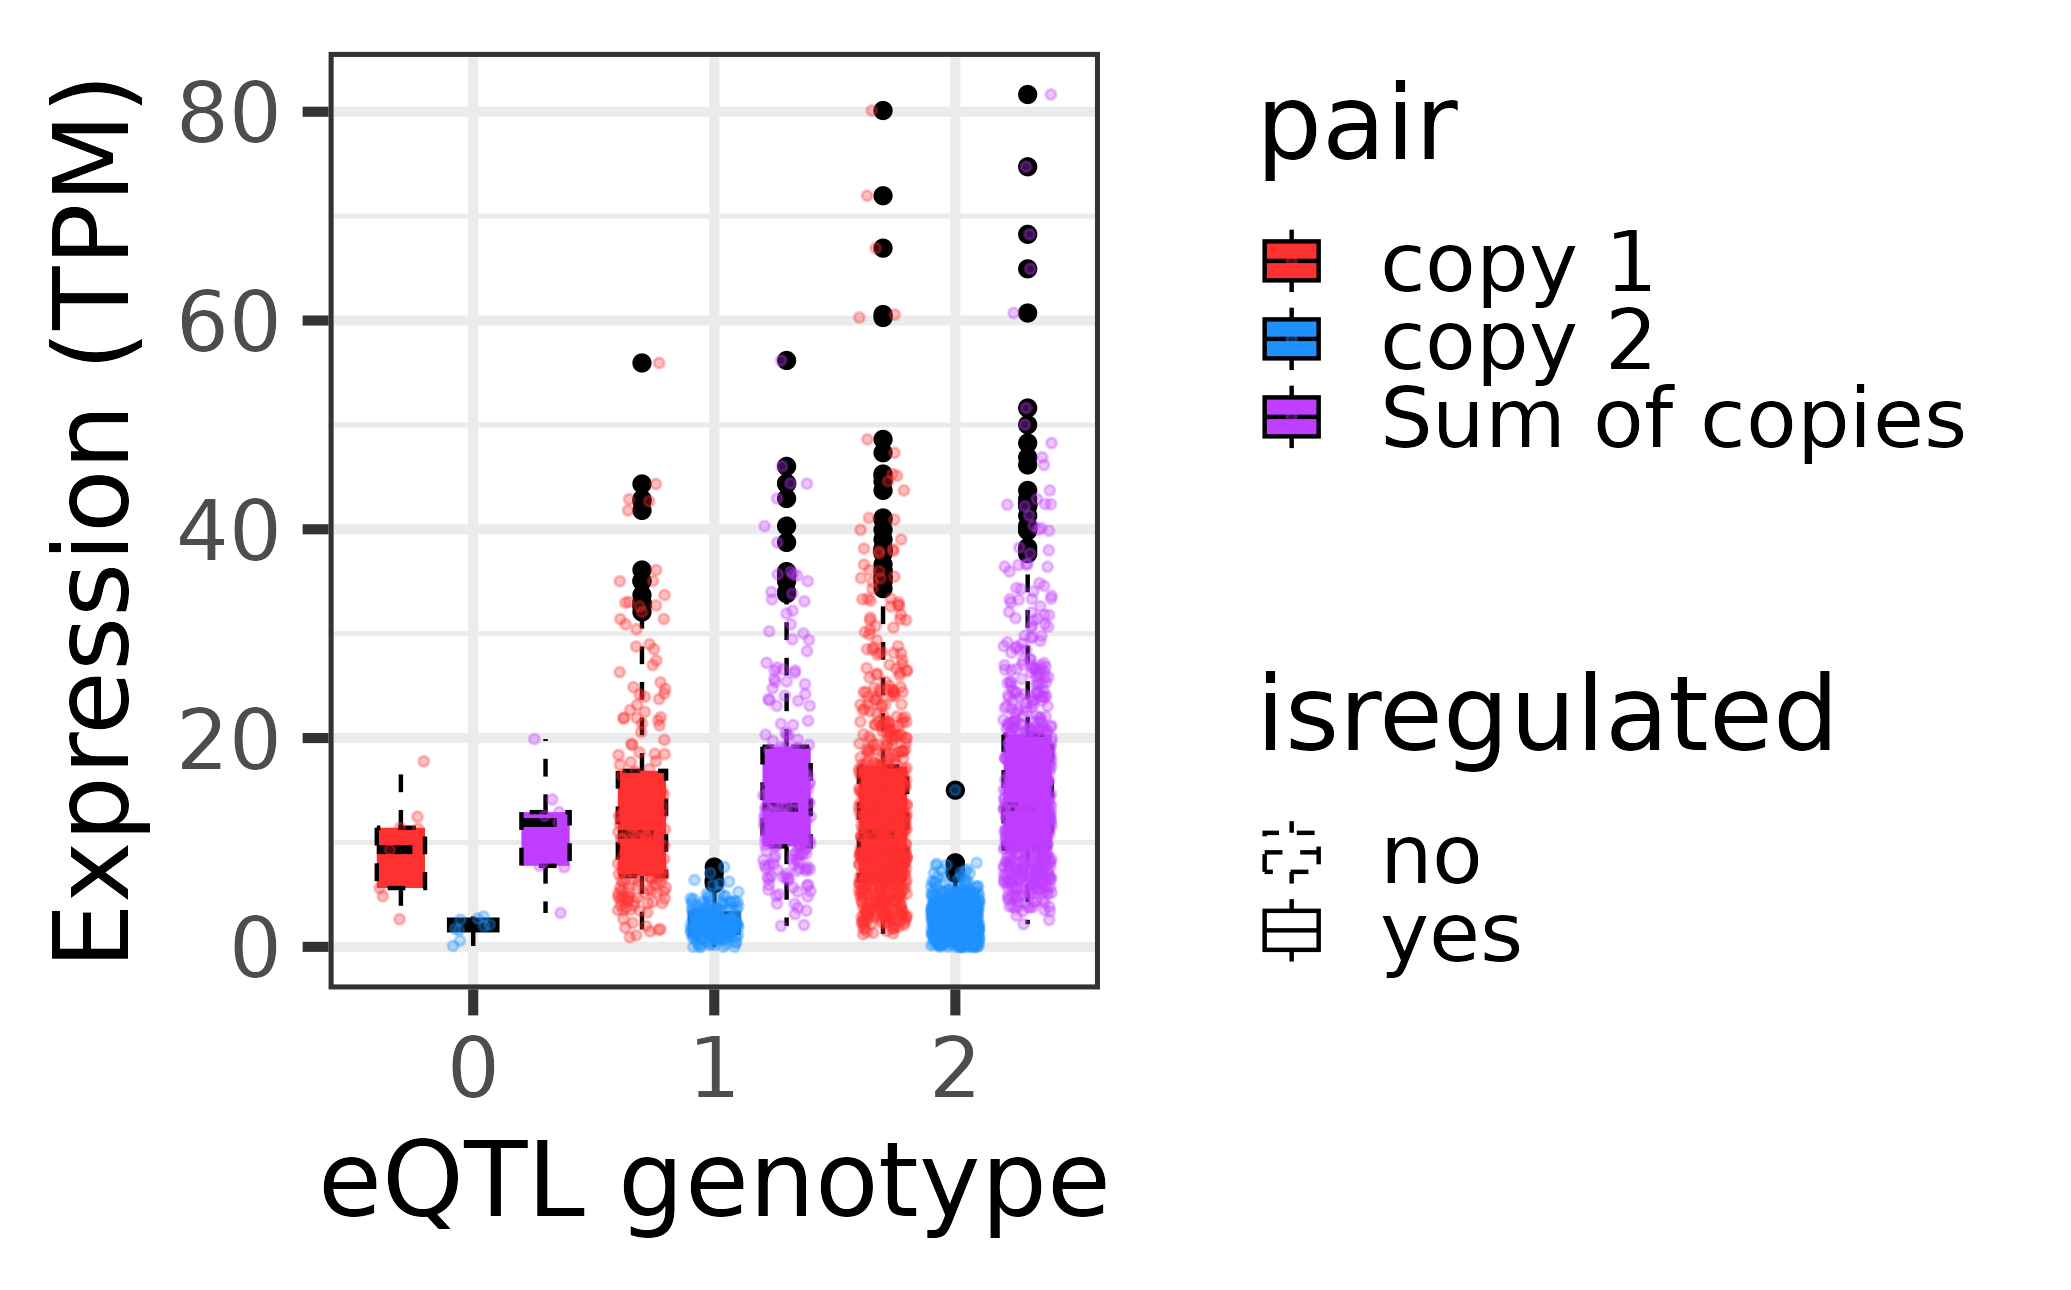 Expression (TPM)
80
60
40
20
0
0 1 2
eQTL genotype
pair
copy 1
copy 2
Sum of copies
isregulated
no
yes